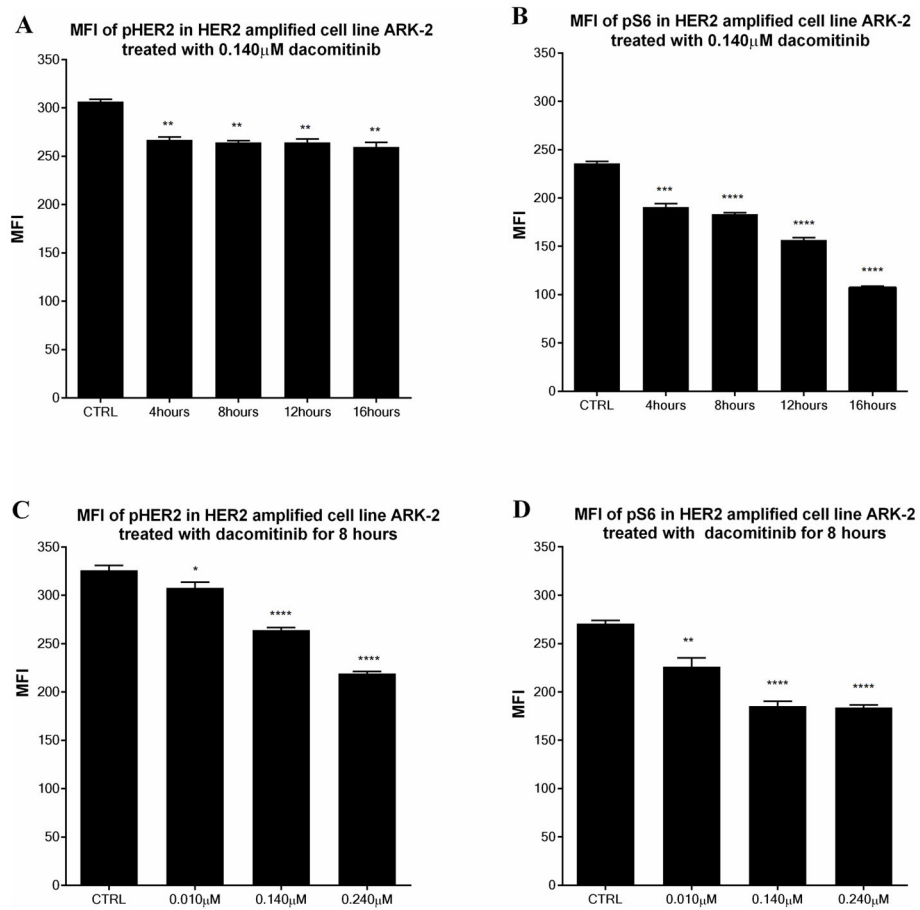 A
MFI of pHER2 in HER2 amplified cell line ARK-2
treated with 0.140μM dacomitinib
MFI
350
300
250
200
150
100
50
0
**
**
**
**
CTRL
4hours
8hours
12hours
16hours
B
MFI of pS6 in HER2 amplified cell line ARK-2
treated with 0.140μM dacomitinib
MFI
350
300
250
200
150
100
50
0
***
****
****
****
CTRL
4hours
8hours
12hours
16hours
C
MFI of pHER2 in HER2 amplified cell line ARK-2
treated with dacomitinib for 8 hours
MFI
350
300
250
200
150
100
50
0
*
****
****
CTRL
0.010μM
0.140μM
0.240μM
D
MFI of pS6 in HER2 amplified cell line ARK-2
treated with dacomitinib for 8 hours
MFI
350
300
250
200
150
100
50
0
**
****
****
CTRL
0.010μM
0.140μM
0.240μM